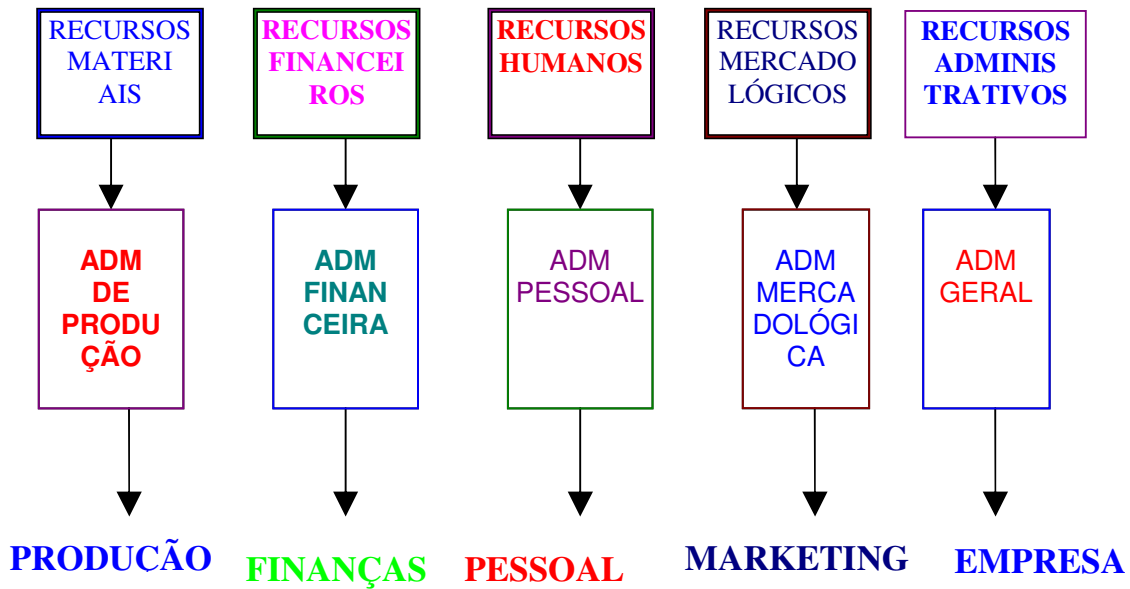 RECURSOS
MATERI
AIS
RECURSOS
FINANCEI
ROS
RECURSOS
HUMANOS
RECURSOS
MERCADO
LÓGICOS
RECURSOS
ADMINIS
TRATIVOS
ADM
DE
PRODU
ÇÃO
ADM
FINAN
CEIRA
ADM
PESSOAL
ADM
MERCA
DOLÓGI
CA
ADM
GERAL
PRODUÇÃO
FINANÇAS
PESSOAL
MARKETING
EMPRESA